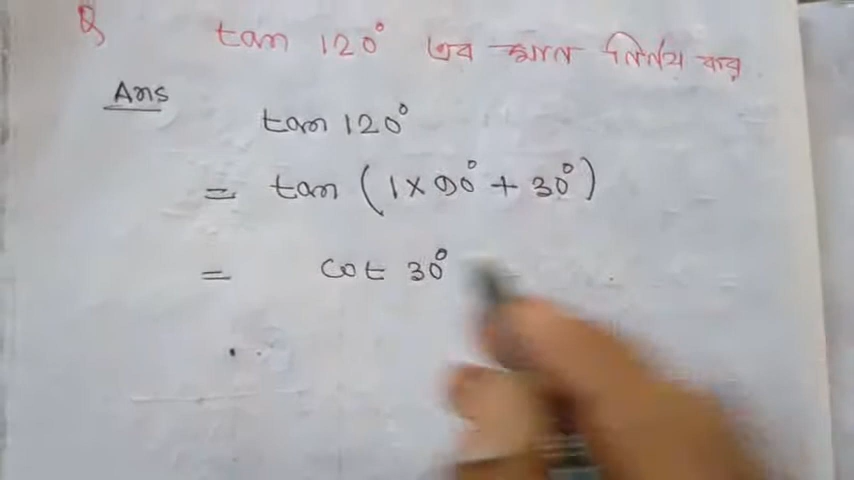 Q tan 120° এর মান নির্ণয় কর
Ans
tan 120°
= tan (1×90° + 30°)
= cot 30°